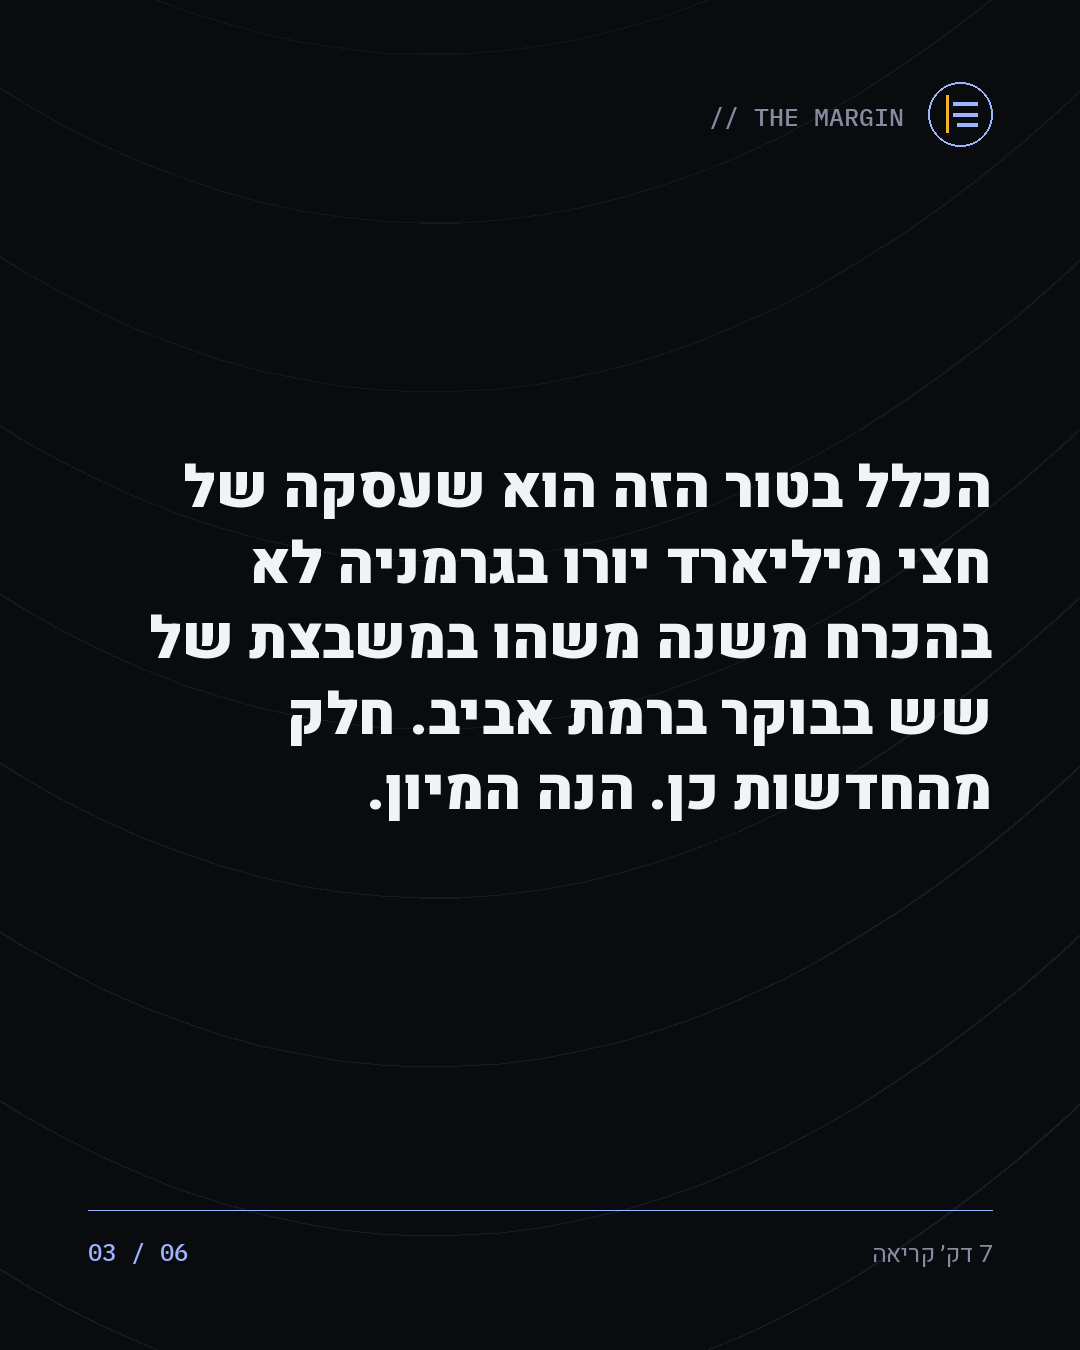 // THE MARGIN
הכלל בטור הזה הוא שעסקה של
חצי מיליארד יורו בגרמניה לא
בהכרח משנה משהו במשבצת של
שש בבוקר ברמת אביב. חלק
מהחדשות כן. הנה המיון.
7 דק׳ קריאה
03 / 06